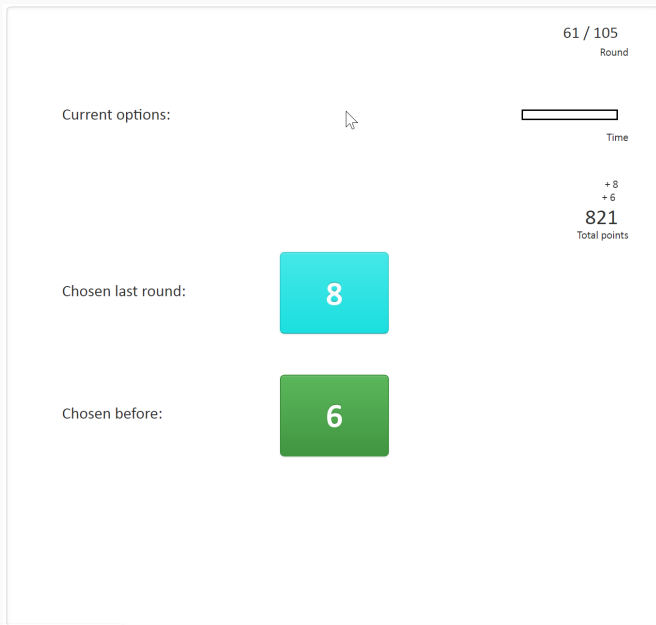 61 / 105
Round
Current options:
Time
+ 8
+ 6
821
Total points
Chosen last round:
8
Chosen before:
6